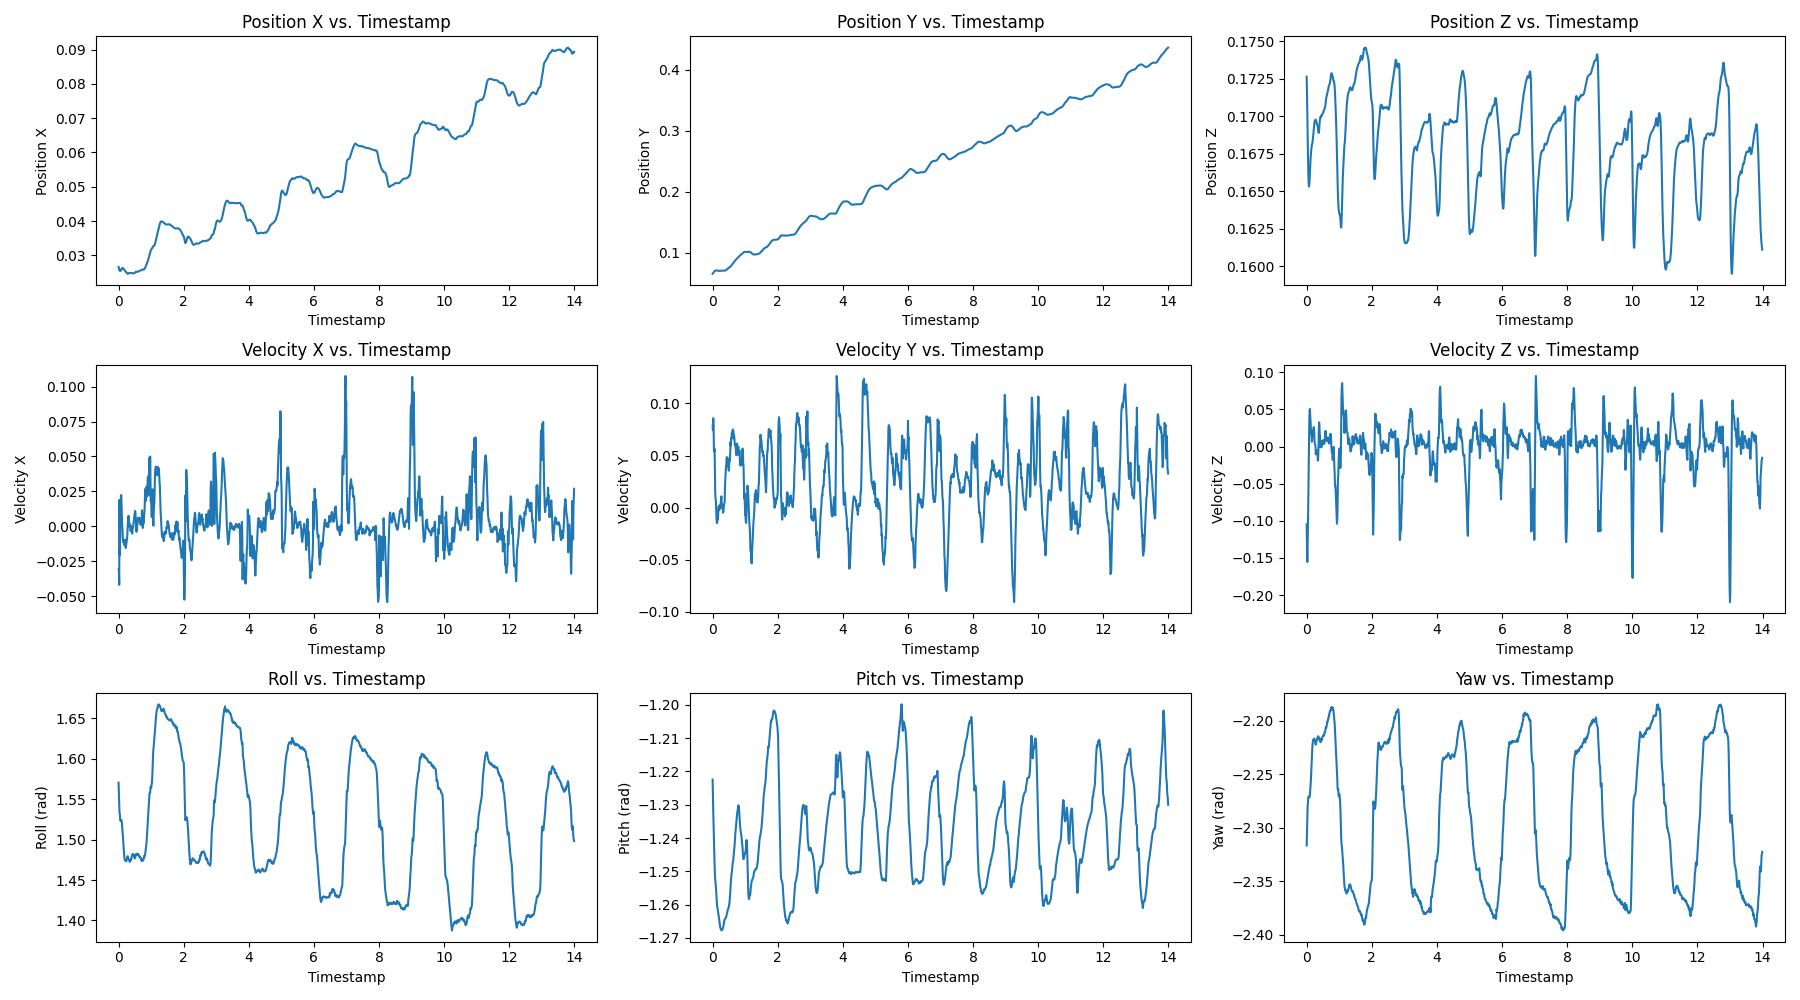 Position X vs. Timestamp
Position X
0.09
0.08
0.07
0.06
0.05
0.04
0.03
0 2 4 6 8 10 12 14
Timestamp
Position Y vs. Timestamp
Position Y
0.4
0.3
0.2
0.1
0 2 4 6 8 10 12 14
Timestamp
Position Z vs. Timestamp
Position Z
0.1750
0.1725
0.1700
0.1675
0.1650
0.1625
0.1600
0 2 4 6 8 10 12 14
Timestamp
Velocity X vs. Timestamp
Velocity X
0.100
0.075
0.050
0.025
0.000
−0.025
−0.050
0 2 4 6 8 10 12 14
Timestamp
Velocity Y vs. Timestamp
Velocity Y
0.10
0.05
0.00
−0.05
−0.10
0 2 4 6 8 10 12 14
Timestamp
Velocity Z vs. Timestamp
Velocity Z
0.10
0.05
0.00
−0.05
−0.10
−0.15
−0.20
0 2 4 6 8 10 12 14
Timestamp
Roll vs. Timestamp
Roll (rad)
1.65
1.60
1.55
1.50
1.45
1.40
0 2 4 6 8 10 12 14
Timestamp
Pitch vs. Timestamp
Pitch (rad)
−1.20
−1.21
−1.22
−1.23
−1.24
−1.25
−1.26
−1.27
0 2 4 6 8 10 12 14
Timestamp
Yaw vs. Timestamp
Yaw (rad)
−2.20
−2.25
−2.30
−2.35
−2.40
0 2 4 6 8 10 12 14
Timestamp